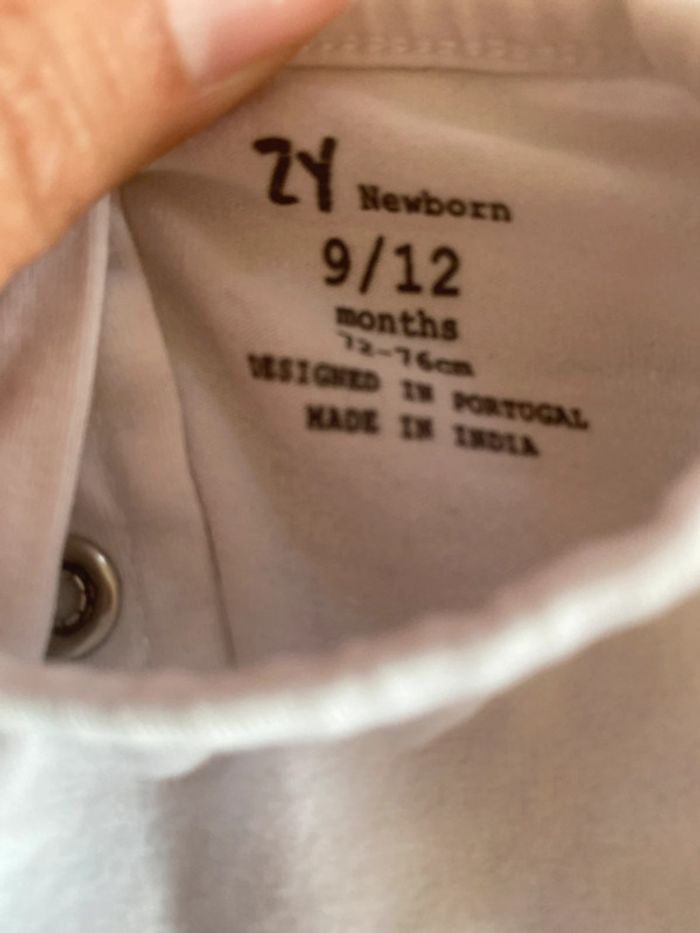 ZY Newborn
9/12
months
72-76cm
DESIGNED IN PORTUGAL
MADE IN INDIA